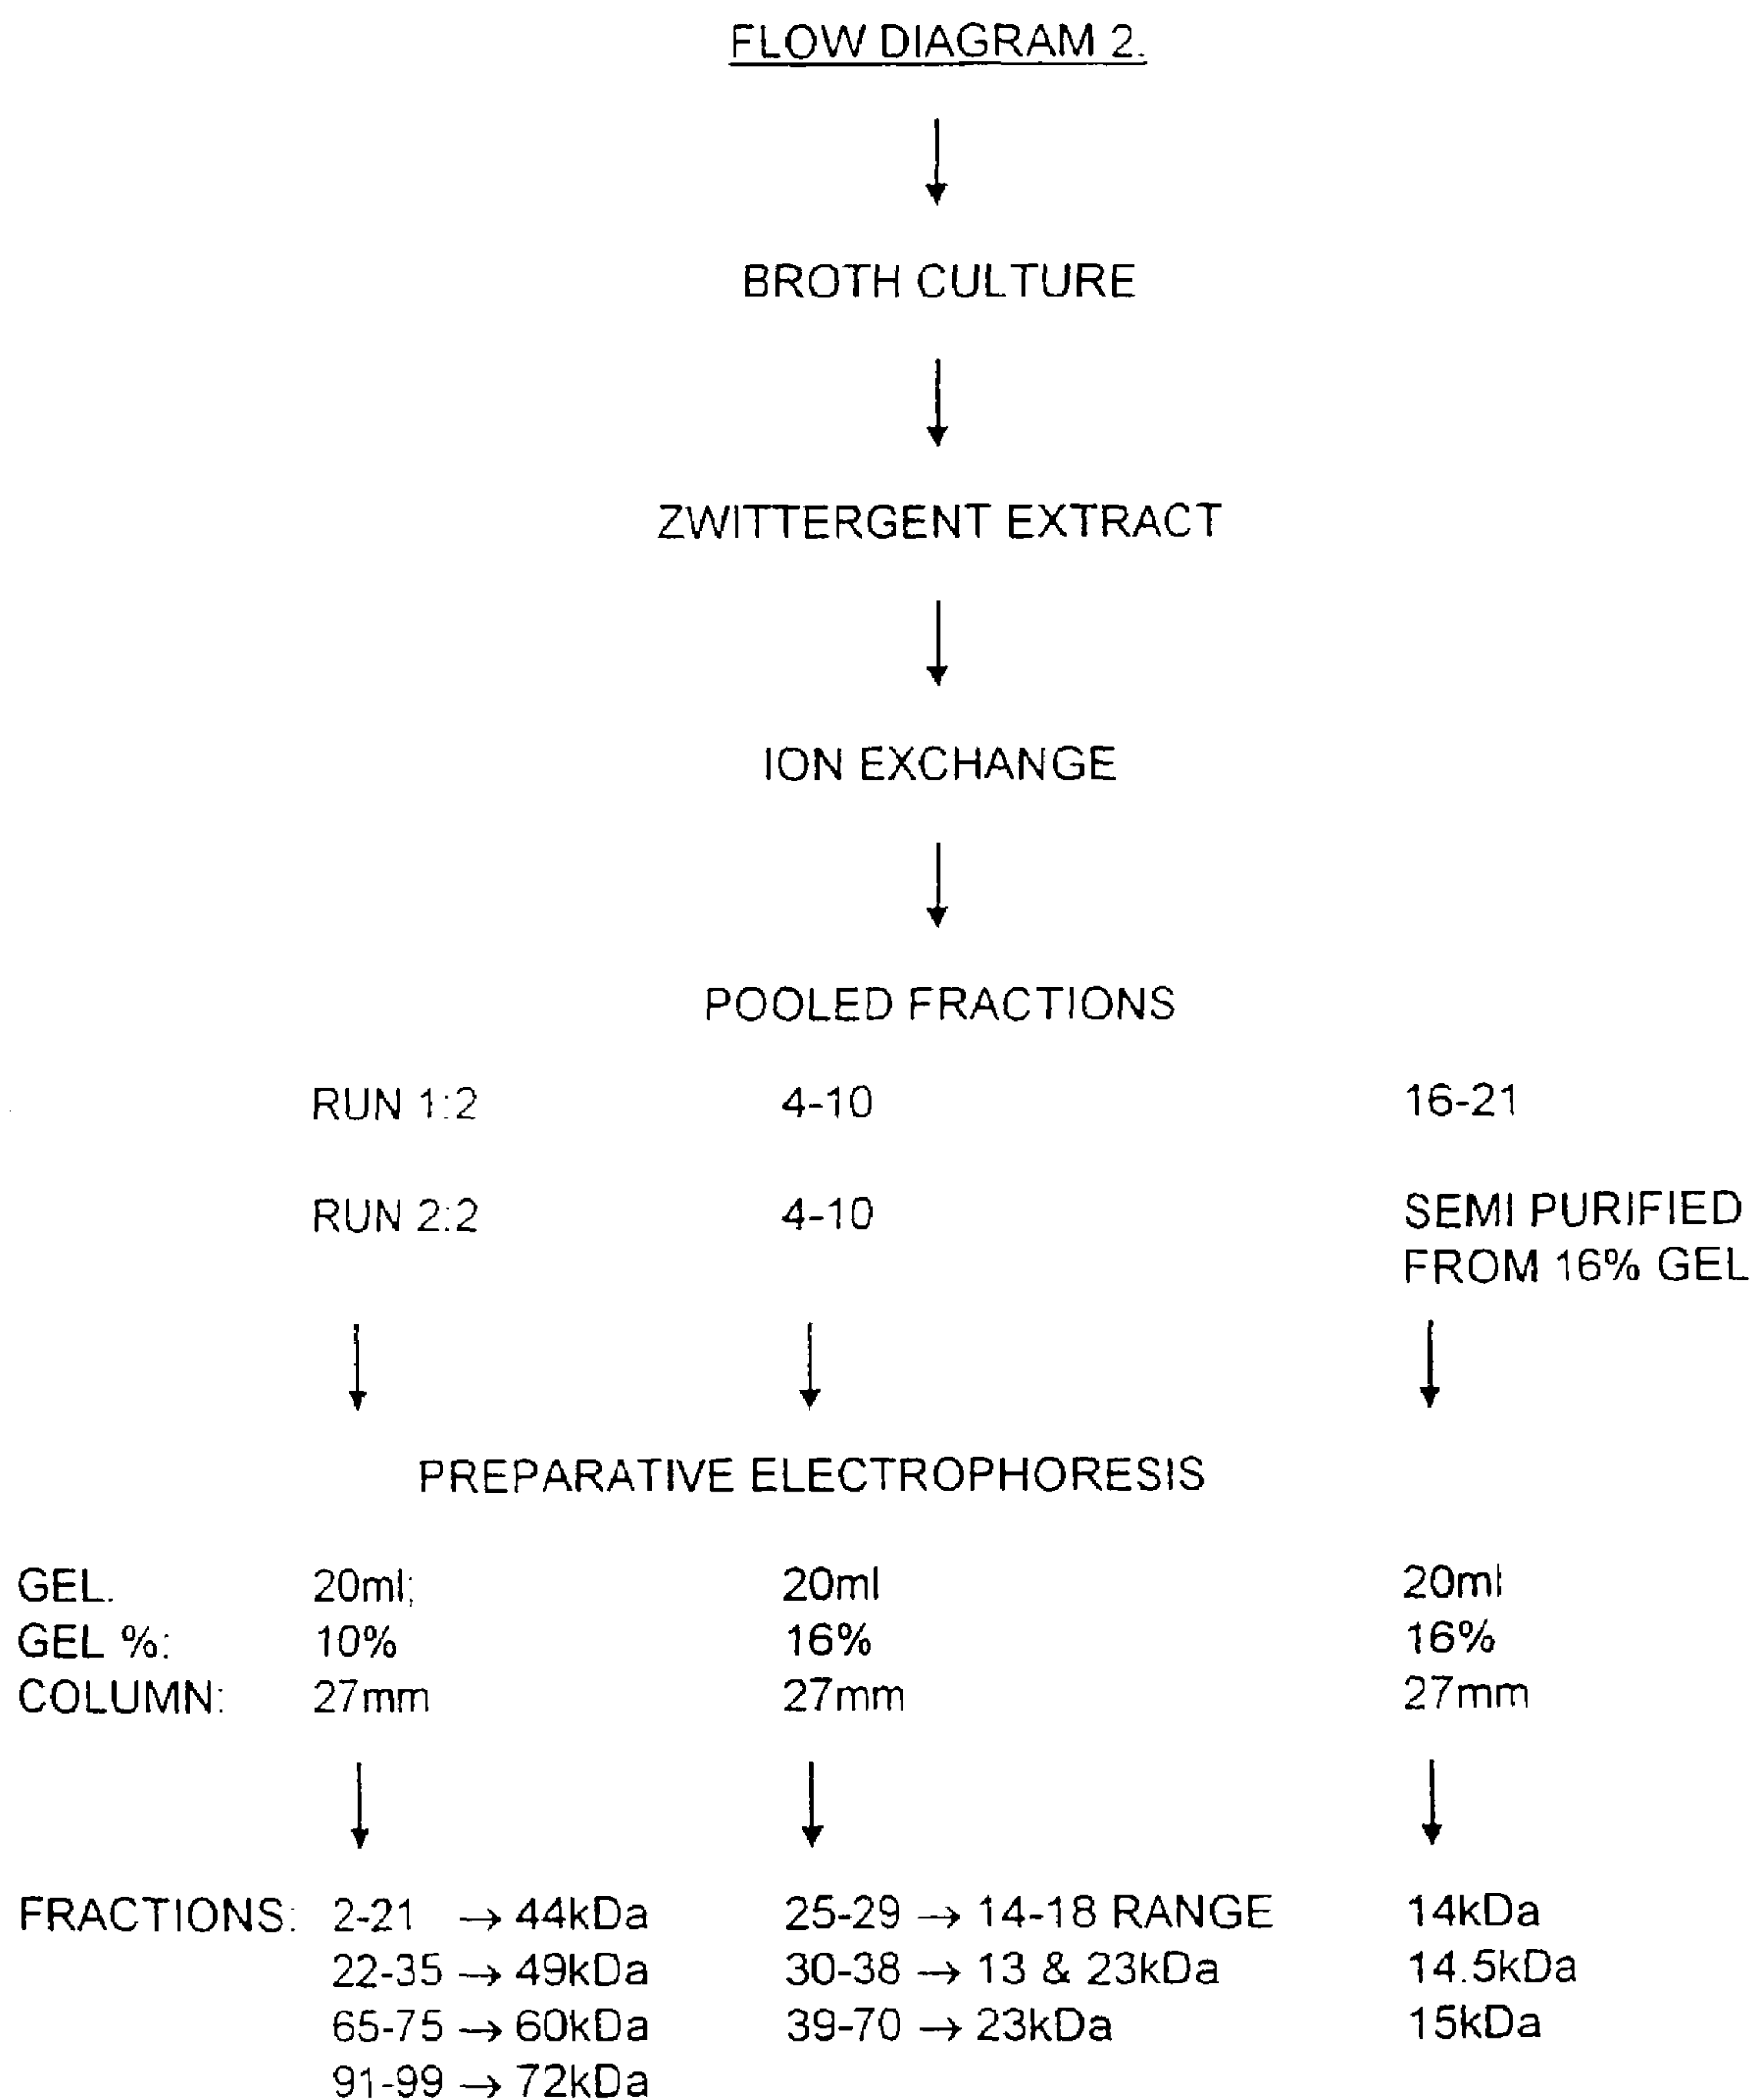 FLOW DIAGRAM 2.
BROTH CULTURE
ZWITTERGENT EXTRACT
ION EXCHANGE
POOLED FRACTIONS
RUN 1:2 4-10 16-21
RUN 2:2 4-10 SEMI PURIFIED
FROM 16% GEL
PREPARATIVE ELECTROPHORESIS
GEL. 20ml; 20ml 20ml
GEL %: 10% 16% 16%
COLUMN: 27mm 27mm 27mm
FRACTIONS: 2-21 → 44kDa 25-29 → 14-18 RANGE 14kDa
22-35 → 49kDa 30-38 → 13 & 23kDa 14.5kDa
65-75 → 60kDa 39-70 → 23kDa 15kDa
91-99 → 72kDa